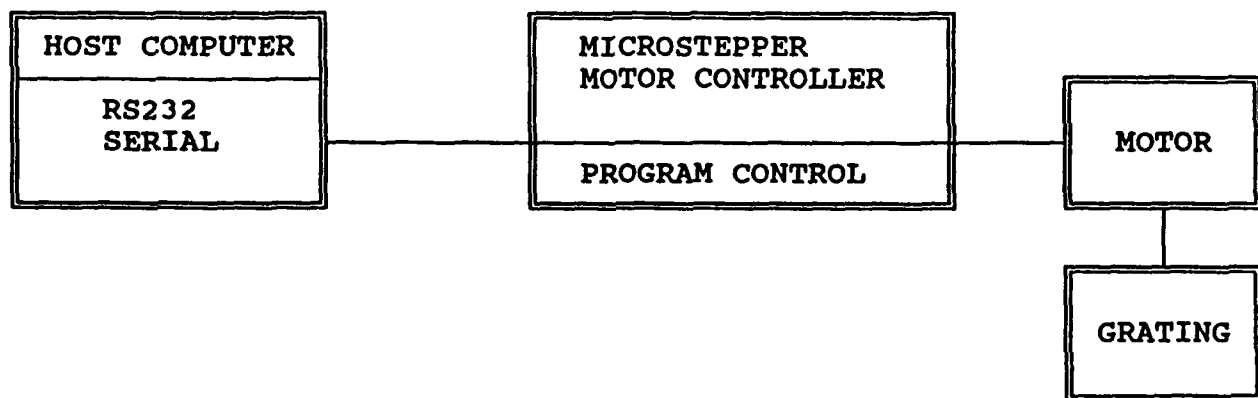 HOST COMPUTER
RS232
SERIAL
MICROSTEPPER
MOTOR CONTROLLER
PROGRAM CONTROL
MOTOR
GRATING